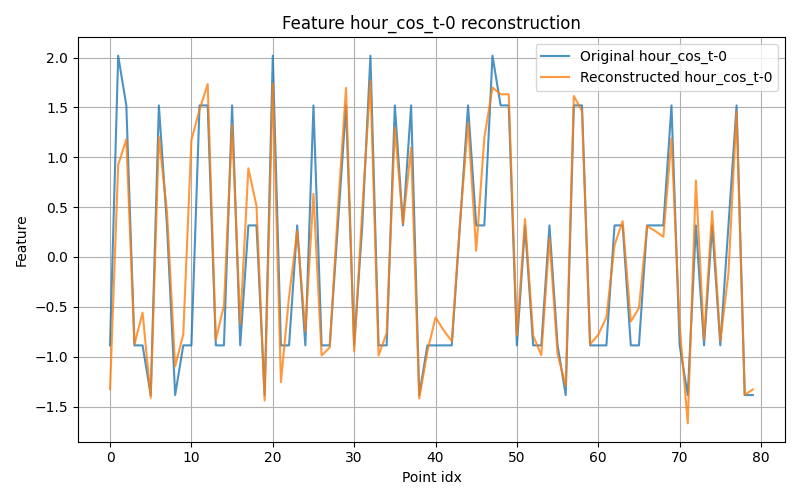 Feature hour_cos_t-0 reconstruction
Original hour_cos_t-0
Reconstructed hour_cos_t-0
Feature
2.0
1.5
1.0
0.5
0.0
−0.5
−1.0
−1.5
0 10 20 30 40 50 60 70 80
Point idx